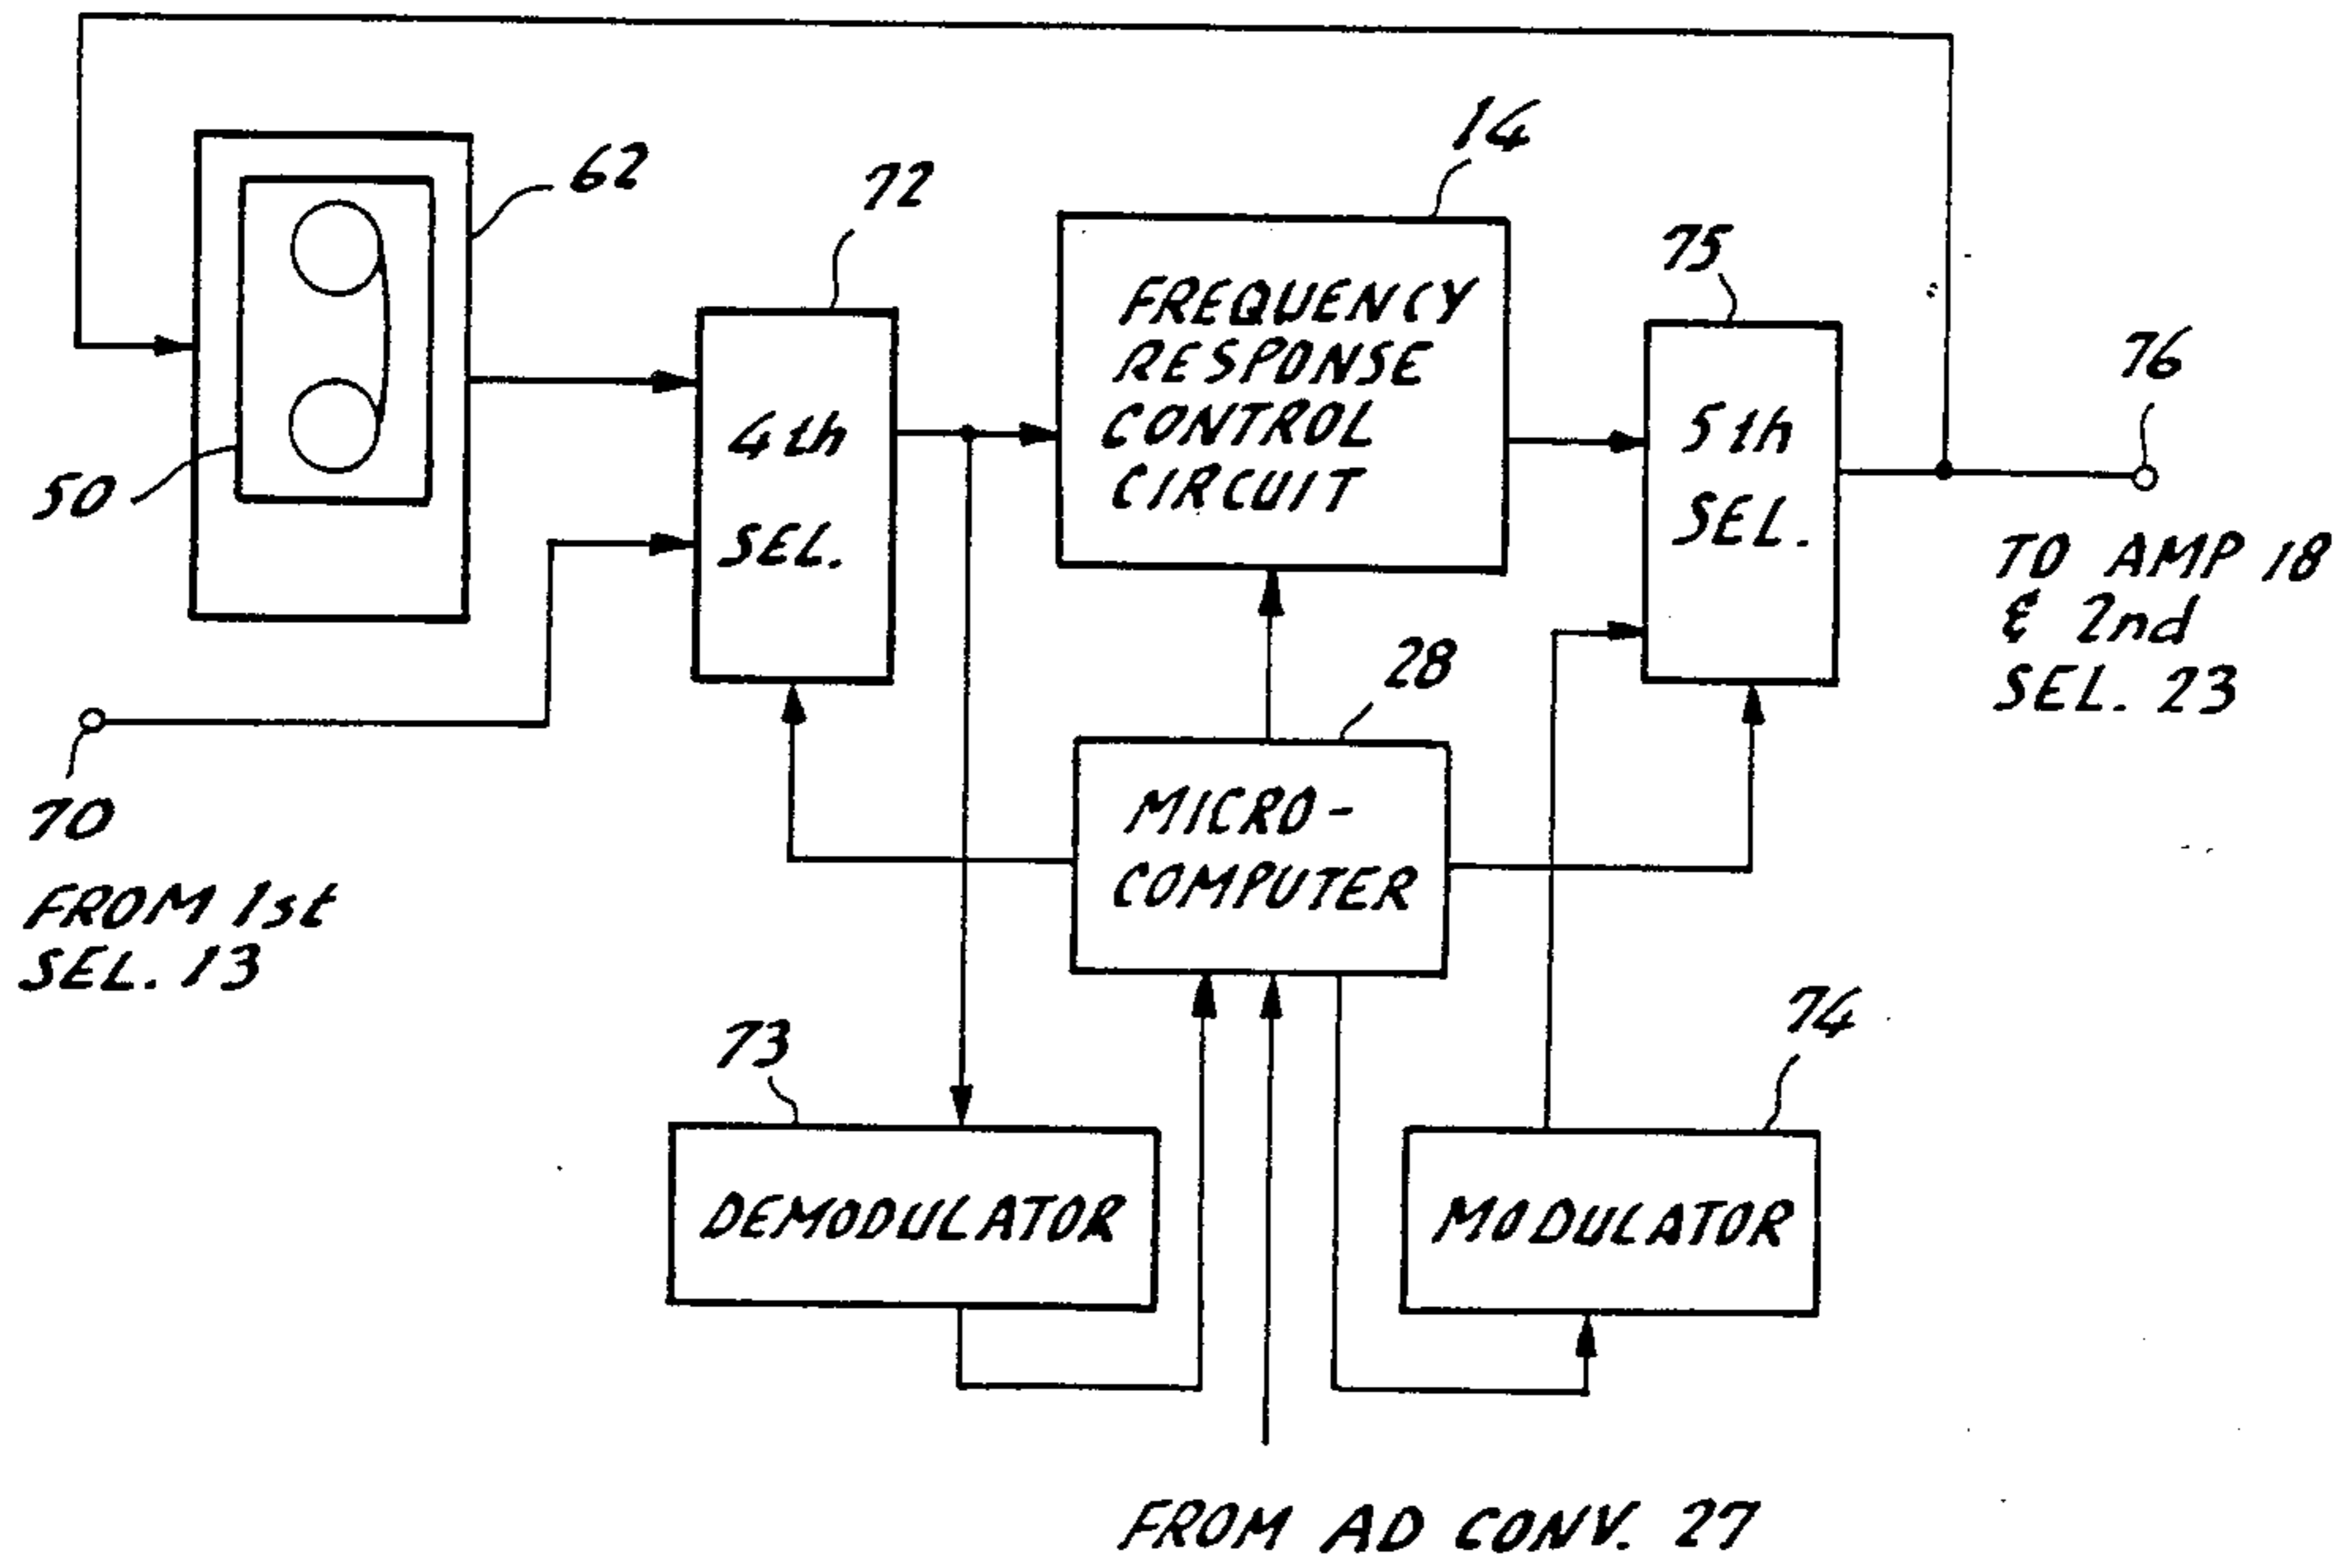 62
50
72
14
75
76
4th
SEL.
FREQUENCY
RESPONSE
CONTROL
CIRCUIT
5th
SEL.
TO AMP 18
& 2nd
SEL. 23
70
FROM 1st
SEL. 13
28
MICRO-
COMPUTER
73
DEMODULATOR
74
MODULATOR
FROM AD CONV. 27